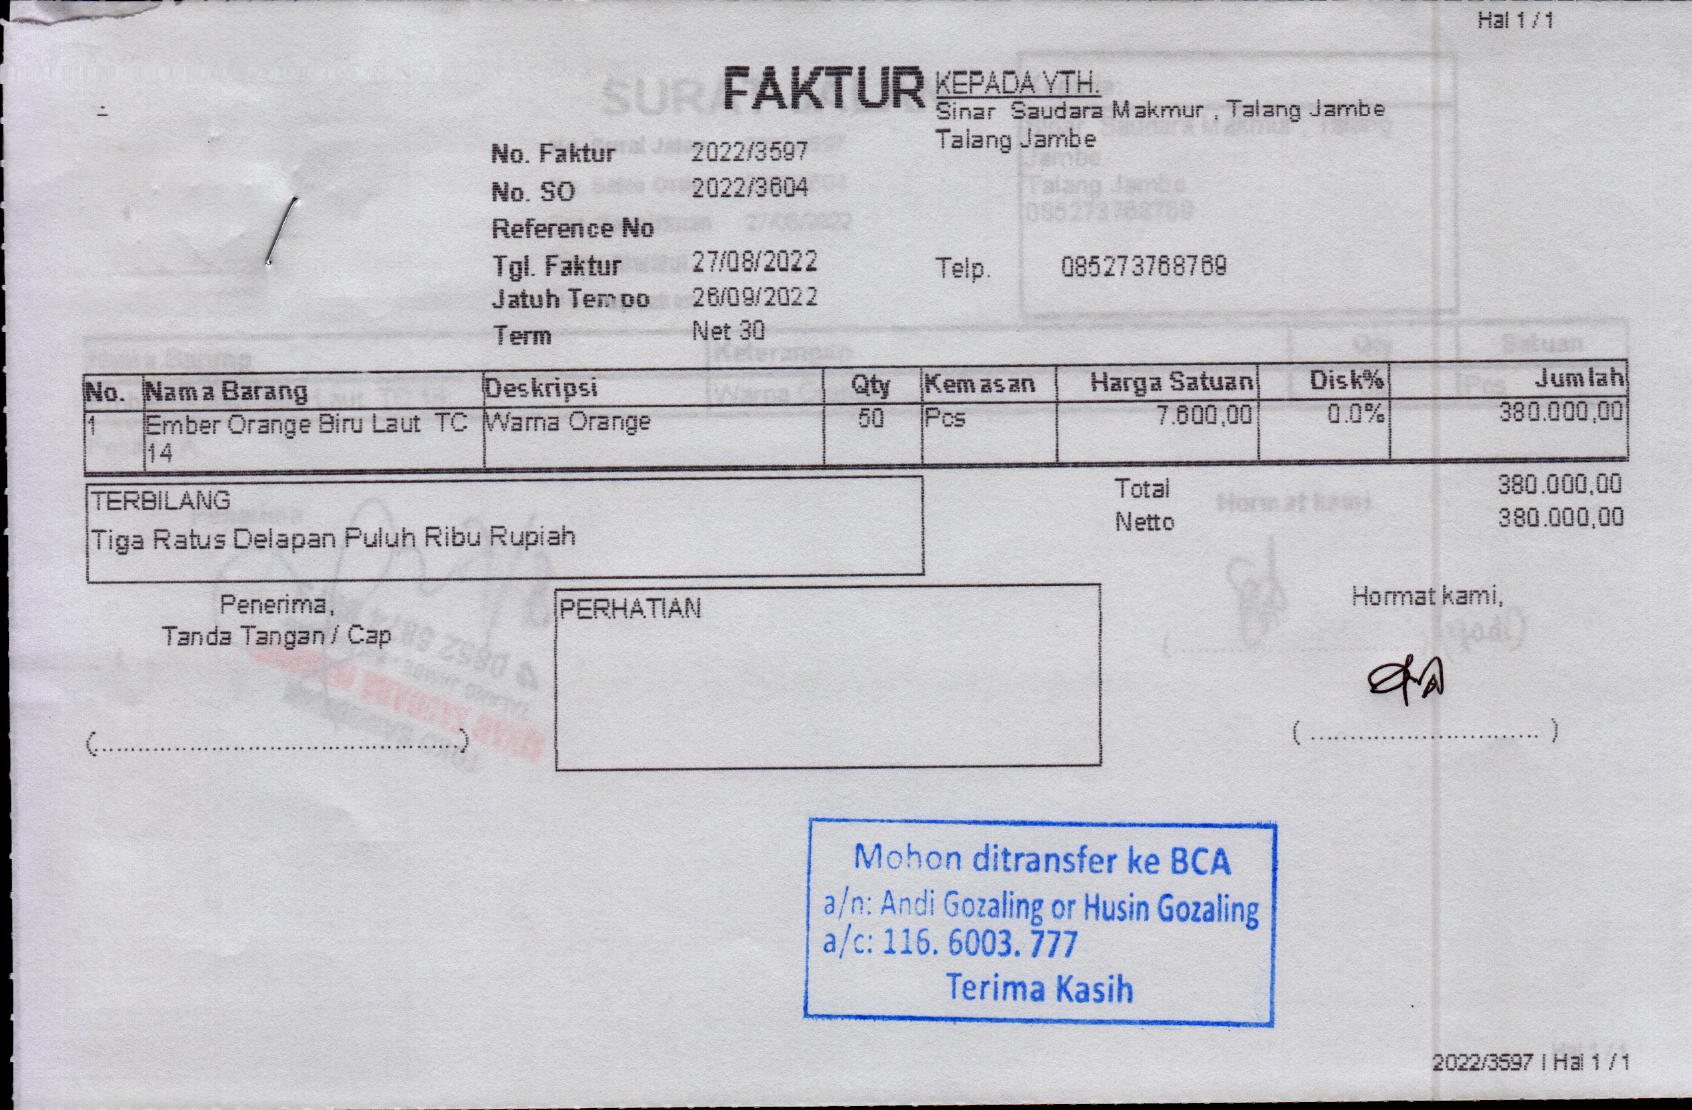 Hal 1 / 1
FAKTUR
KEPADA YTH.
Sinar Saudara Makmur , Talang Jambe
Talang Jambe
No. Faktur 2022/3597
No. SO 2022/3604
Reference No
Tgl. Faktur 27/08/2022
Telp. 085273768769
Jatuh Tempo 26/09/2022
Term Net 30
No. Nama Barang Deskripsi Qty Kemasan Harga Satuan Disk% Jumlah
1 Ember Orange Biru Laut TC 14 Warna Orange 50 Pcs 7.600,00 0.0% 380.000,00
TERBILANG
Tiga Ratus Delapan Puluh Ribu Rupiah
Total 380.000,00
Netto 380.000,00
Penerima,
Tanda Tangan / Cap
PERHATIAN
Hormat kami,
(..........................................)
( ............................ )
Mohon ditransfer ke BCA
a/n: Andi Gozaling or Husin Gozaling
a/c: 116. 6003. 777
Terima Kasih
2022/3597 | Hal 1 / 1